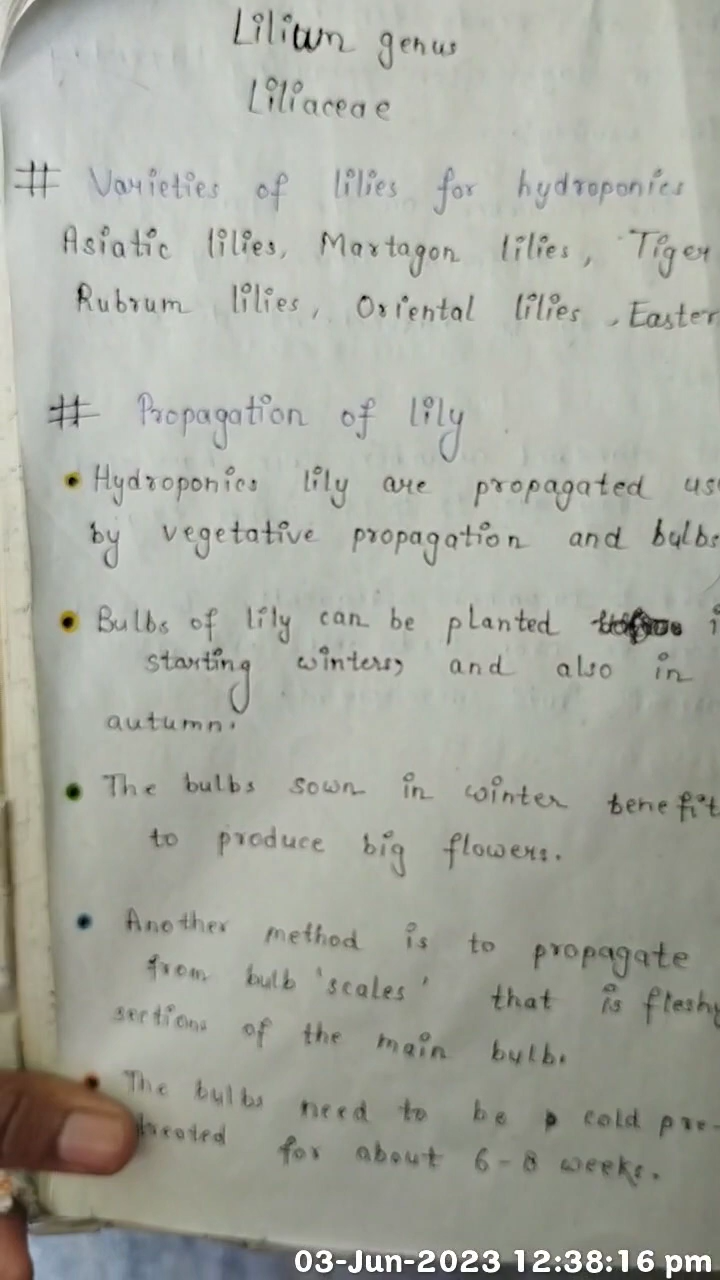 Lilium genus
Liliaceae
# Varieties of lilies for hydroponics
Asiatic lilies, Martagon lilies, Tiger
Rubrum lilies, Oriental lilies, Easter
# Propagation of lily
• Hydroponics lily are propagated us
by vegetative propagation and bulbs
• Bulbs of lily can be planted i
starting winters, and also in
autumn.
• The bulbs sown in winter benefit
to produce big flowers.
• Another method is to propagate
from bulb 'scales' that is fleshy
sections of the main bulb.
• The bulbs need to be cold pre-
treated for about 6-8 weeks.
03-Jun-2023 12:38:16 pm